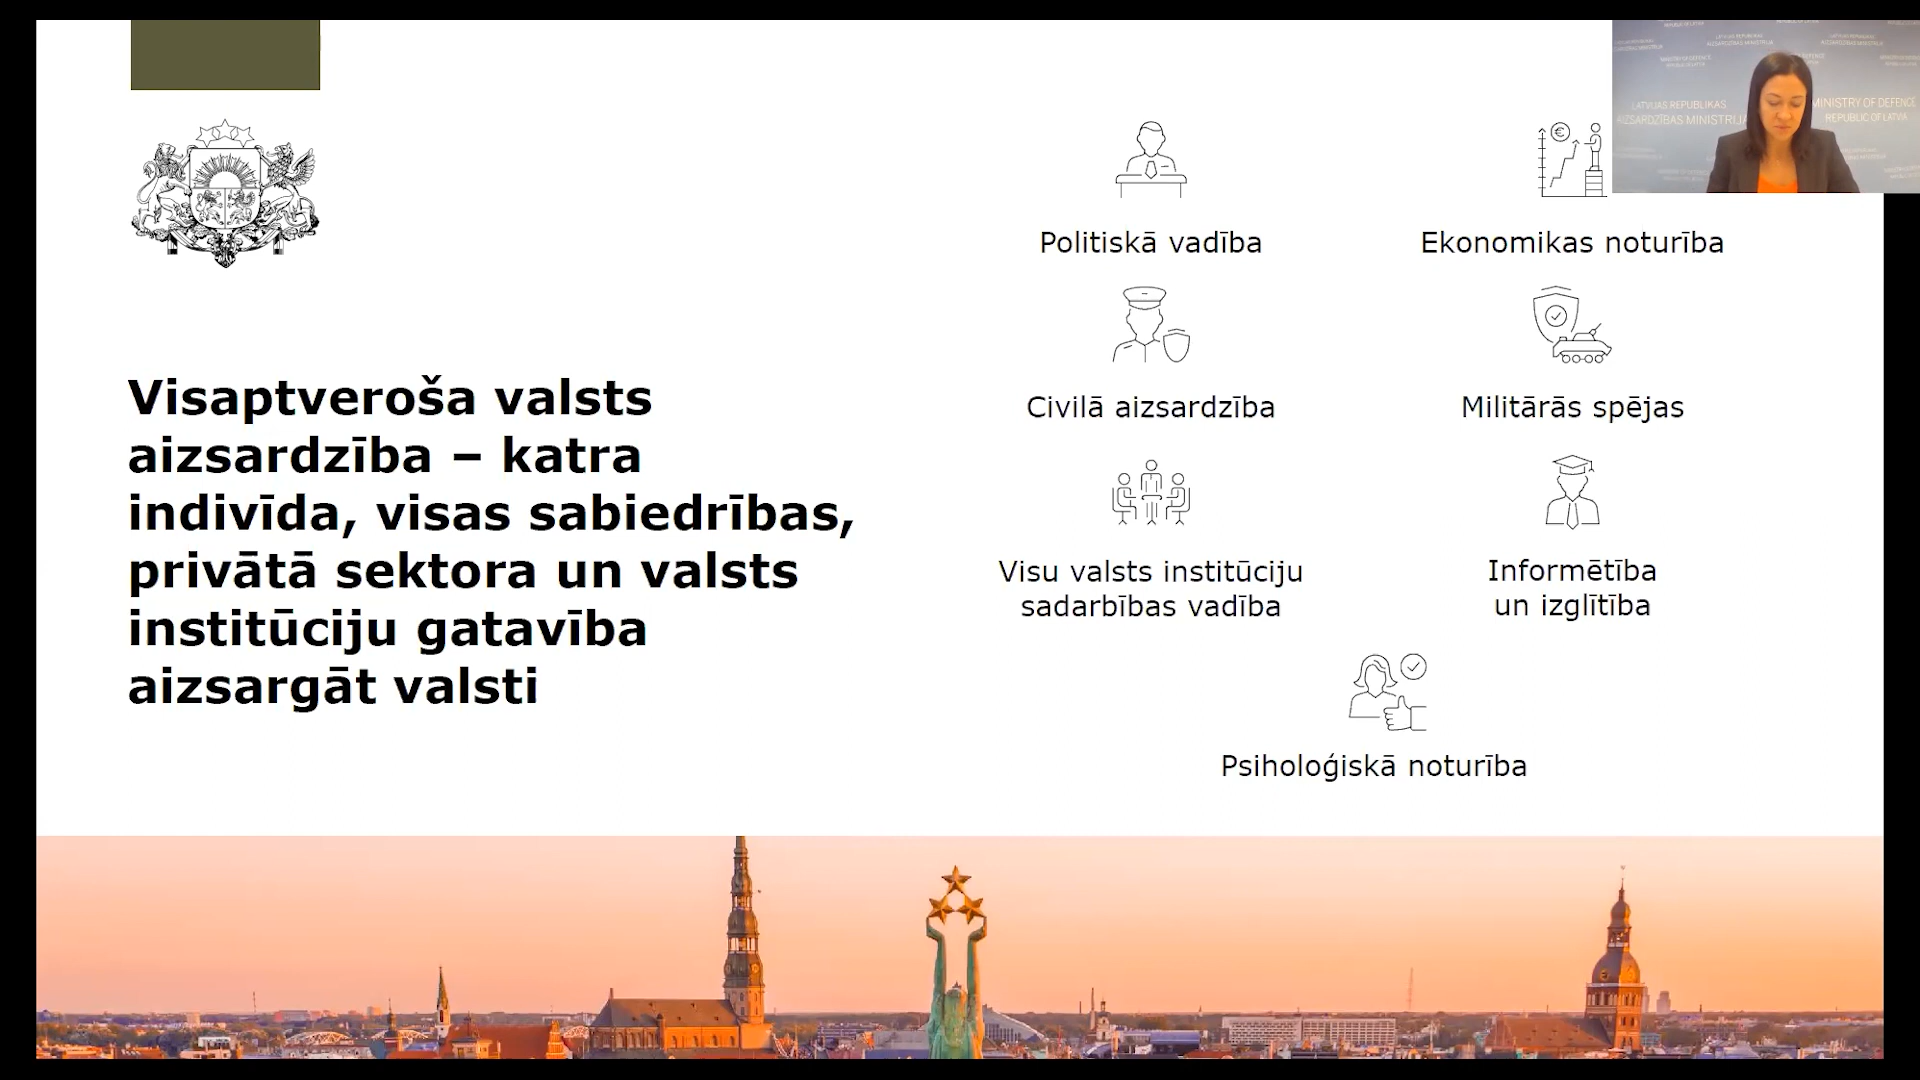 Visaptveroša valsts
aizsardzība – katra
indivīda, visas sabiedrības,
privātā sektora un valsts
institūciju gatavība
aizsargāt valsti
Politiskā vadība
Ekonomikas noturība
Civilā aizsardzība
Militārās spējas
Visu valsts institūciju
sadarbības vadība
Informētība
un izglītība
Psiholoģiskā noturība
€
LATVIJAS REPUBLIKAS
AIZSARDZĪBAS MINISTRIJA
MINISTRY OF DEFENCE
REPUBLIC OF LATVIA